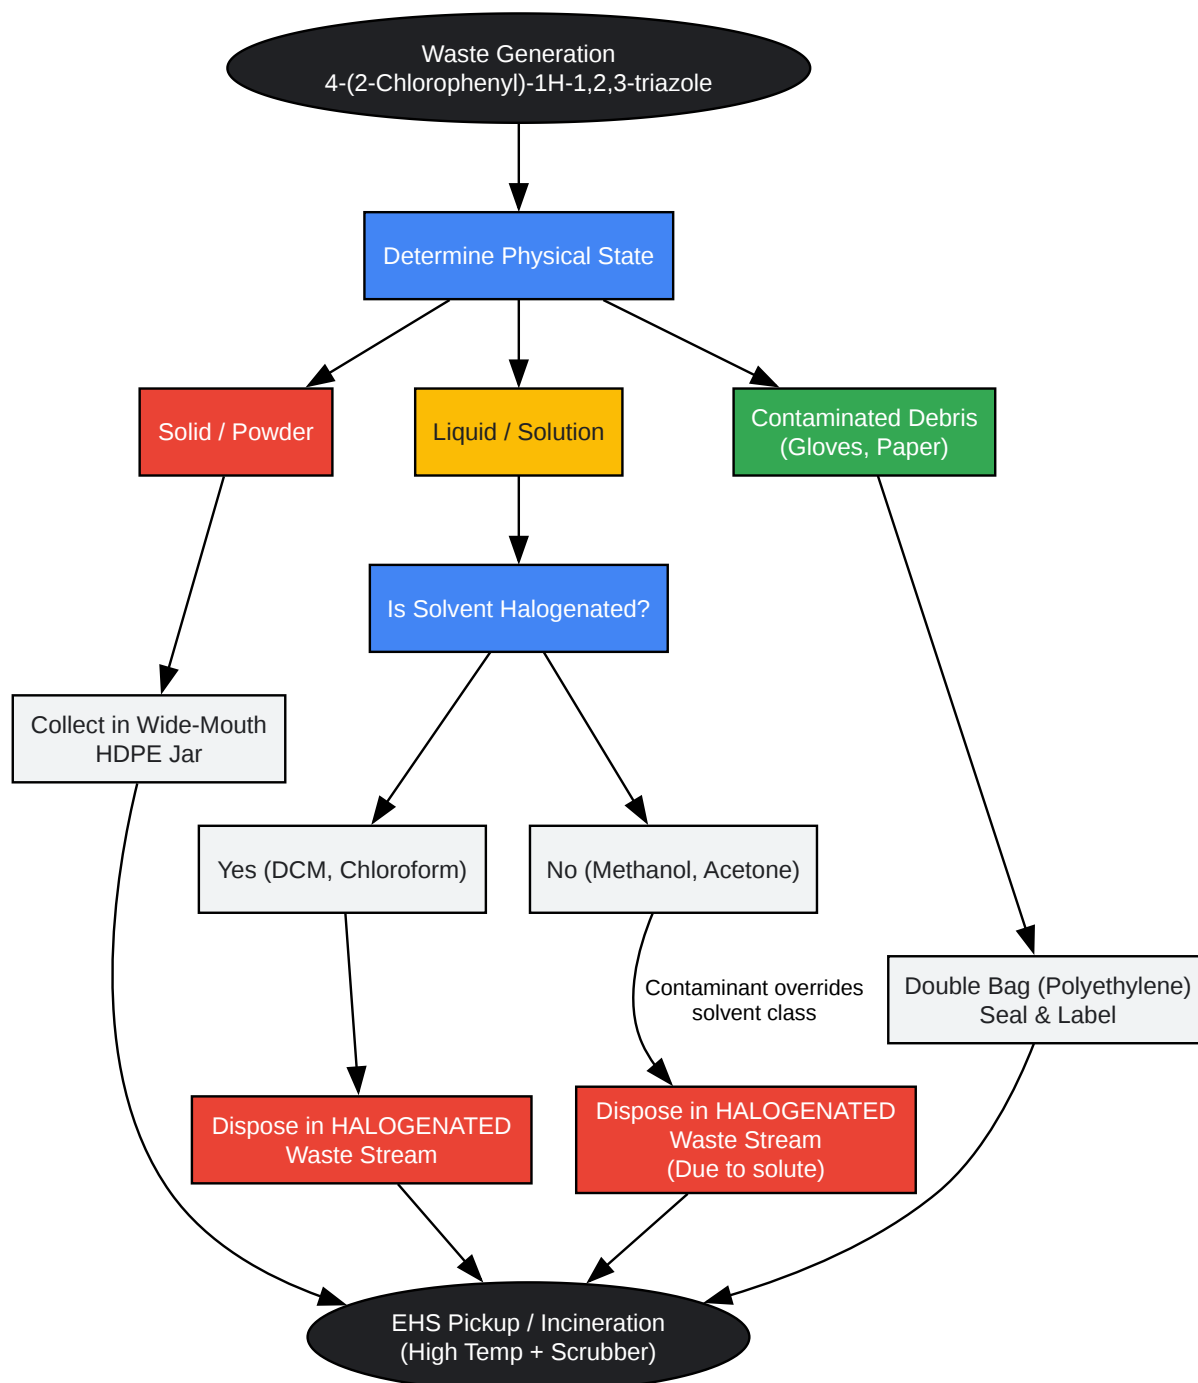 Waste Generation
4-(2-Chlorophenyl)-1H-1,2,3-triazole
Determine Physical State
Solid / Powder
Liquid / Solution
Contaminated Debris
(Gloves, Paper)
Is Solvent Halogenated?
Collect in Wide-Mouth
HDPE Jar
Yes (DCM, Chloroform)
No (Methanol, Acetone)
Contaminant overrides
solvent class
Double Bag (Polyethylene)
Seal & Label
Dispose in HALOGENATED
Waste Stream
Dispose in HALOGENATED
Waste Stream
(Due to solute)
EHS Pickup / Incineration
(High Temp + Scrubber)